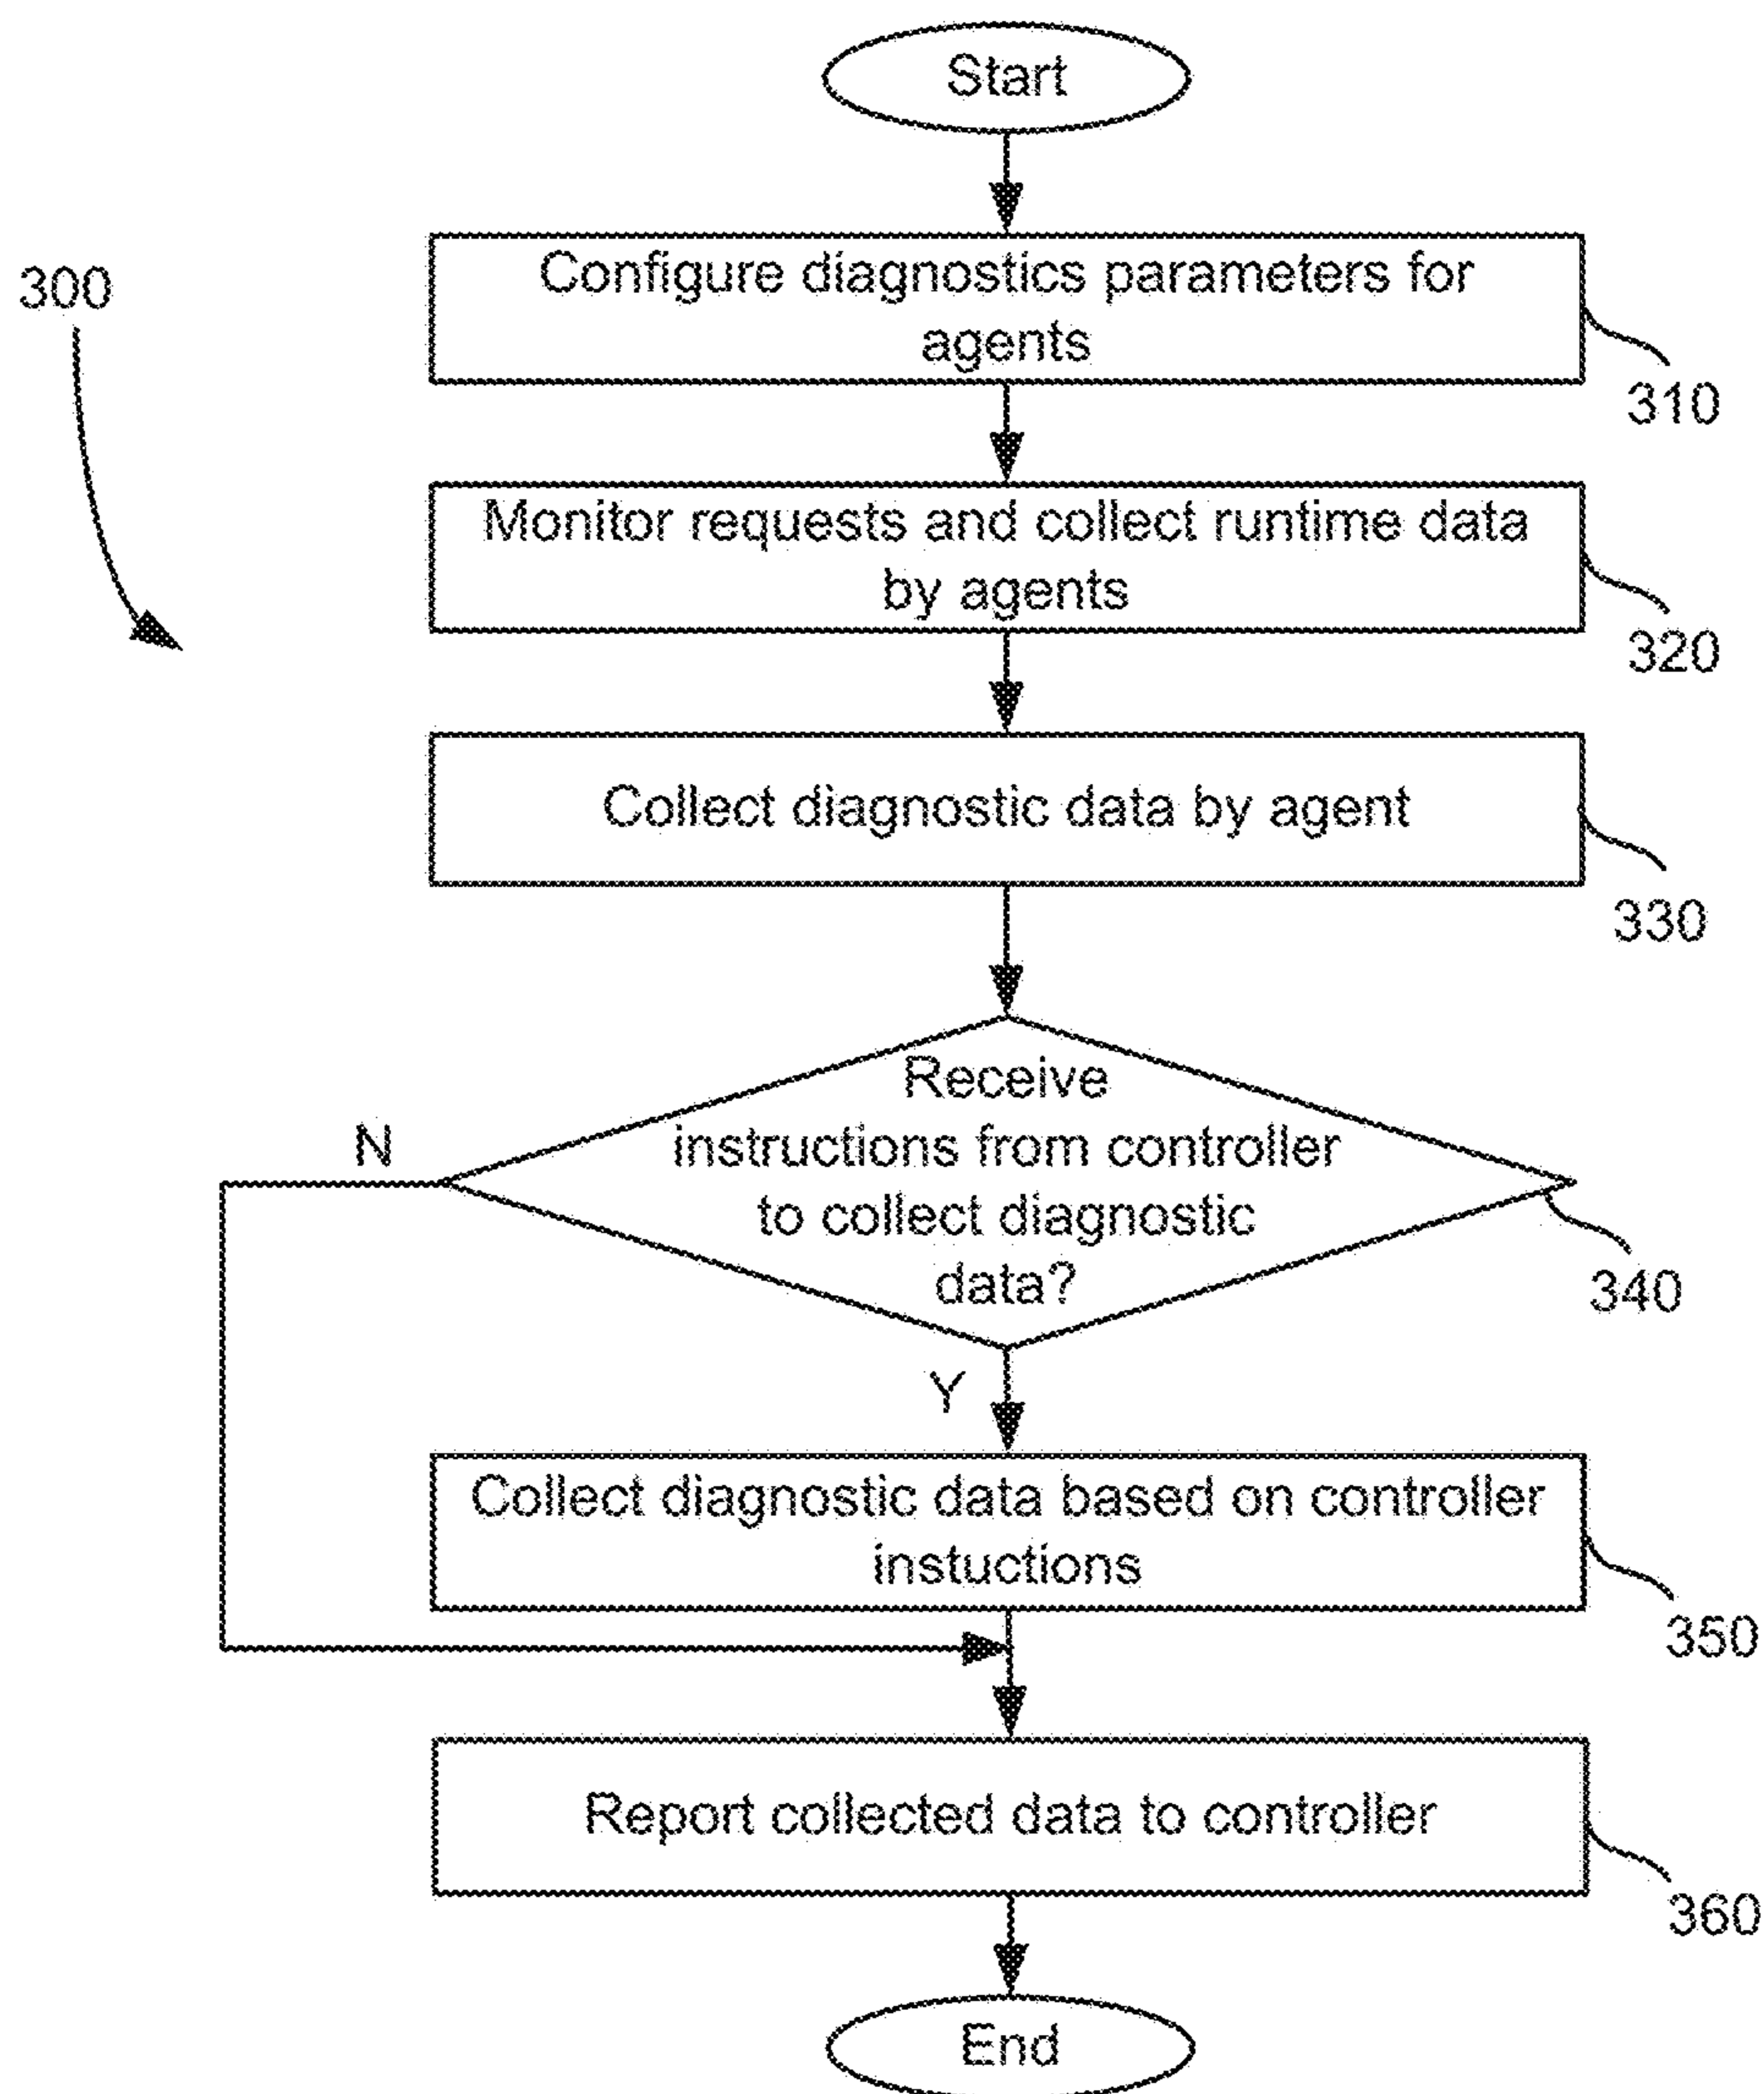 Start
300
Configure diagnostics parameters for
agents
310
Monitor requests and collect runtime data
by agents
320
Collect diagnostic data by agent
330
Receive
instructions from controller
to collect diagnostic
data?
N
340
Y
Collect diagnostic data based on controller
instuctions
350
Report collected data to controller
360
End